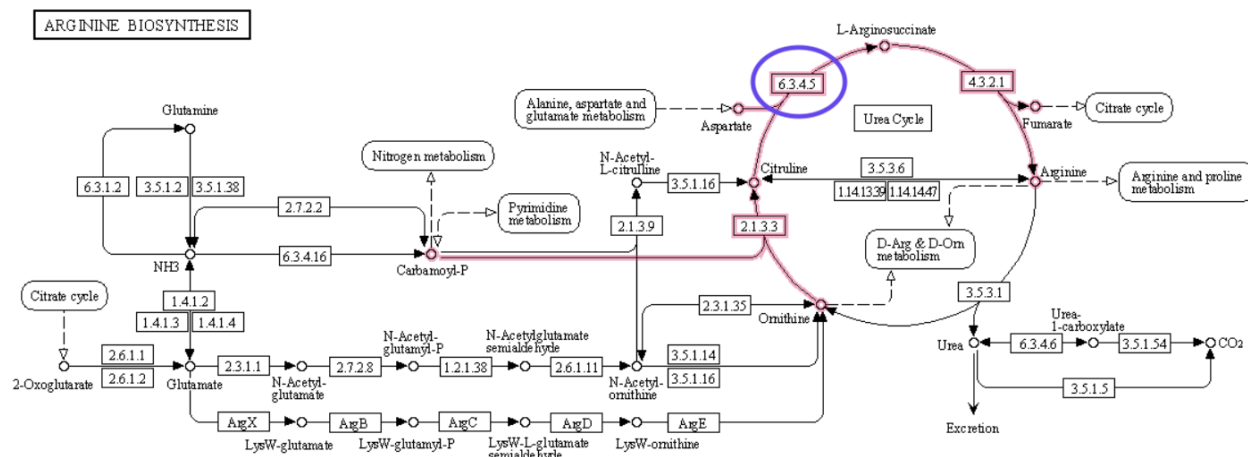 ARGININE BIOSYNTHESIS
L-Arginosuccinate
6.3.4.5
4.3.2.1
Alanine, aspartate and
glutamate metabolism
Aspartate
Urea Cycle
Fumarate
Citrate cycle
Glutamine
Nitrogen metabolism
N-Acetyl-
L-citrulline
3.5.1.16
Citruline
3.5.3.6
1.14.13.39
1.14.14.47
Arginine
Arginine and proline
metabolism
6.3.1.2
3.5.1.2
3.5.1.38
2.7.2.2
Pyrimidine
metabolism
2.1.3.9
2.1.3.3
D-Arg & D-Orn
metabolism
NH3
6.3.4.16
Carbamoyl-P
Citrate cycle
1.4.1.2
1.4.1.3
1.4.1.4
2.3.1.35
Ornithine
3.5.3.1
Urea-
1-carboxylate
Urea
6.3.4.6
3.5.1.54
CO2
2-Oxoglutarate
2.6.1.1
2.6.1.2
Glutamate
2.3.1.1
N-Acetyl-
glutamate
2.7.2.8
N-Acetyl-
glutamyl-P
1.2.1.38
N-Acetylglutamate
semialdehyde
2.6.1.11
N-Acetyl-
ornithine
3.5.1.14
3.5.1.16
3.5.1.5
ArgX
LysW-glutamate
ArgB
LysW-glutamyl-P
ArgC
LysW-L-glutamate
semialdehyde
ArgD
LysW-ornithine
ArgE
Excretion